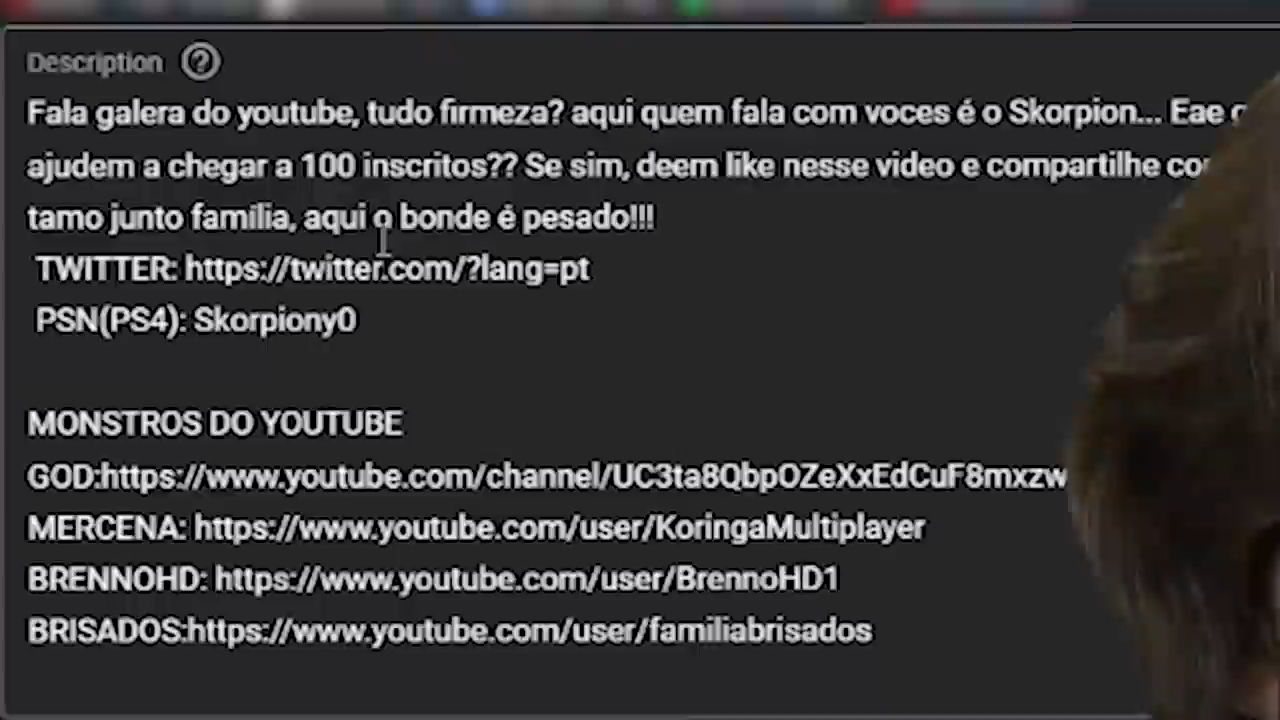 Description ?
Fala galera do youtube, tudo firmeza? aqui quem fala com voces é o Skorpion... Eae
ajudem a chegar a 100 inscritos?? Se sim, deem like nesse video e compartilhe
tamo junto família, aqui o bonde é pesado!!!
TWITTER: https://twitter.com/?lang=pt
PSN(PS4): Skorpiony0
MONSTROS DO YOUTUBE
GOD:https://www.youtube.com/channel/UC3ta8QbpOZeXxEdCuF8mxzw
MERCENA: https://www.youtube.com/user/KoringaMultiplayer
BRENNOHD: https://www.youtube.com/user/BrennoHD1
BRISADOS:https://www.youtube.com/user/familiabrisados